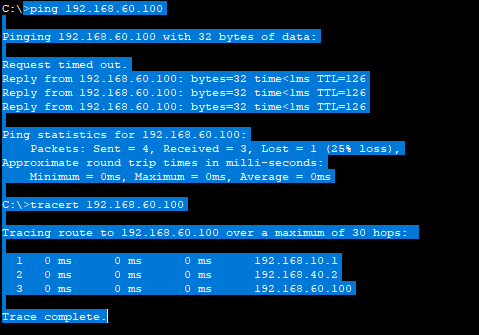 C:\>ping 192.168.60.100
Pinging 192.168.60.100 with 32 bytes of data:
Request timed out.
Reply from 192.168.60.100: bytes=32 time<1ms TTL=126
Reply from 192.168.60.100: bytes=32 time<1ms TTL=126
Reply from 192.168.60.100: bytes=32 time<1ms TTL=126
Ping statistics for 192.168.60.100:
    Packets: Sent = 4, Received = 3, Lost = 1 (25% loss),
Approximate round trip times in milli-seconds:
    Minimum = 0ms, Maximum = 0ms, Average = 0ms
C:\>tracert 192.168.60.100
Tracing route to 192.168.60.100 over a maximum of 30 hops:
  1   0 ms      0 ms      0 ms      192.168.10.1
  2   0 ms      0 ms      0 ms      192.168.40.2
  3   0 ms      0 ms      0 ms      192.168.60.100
Trace complete.